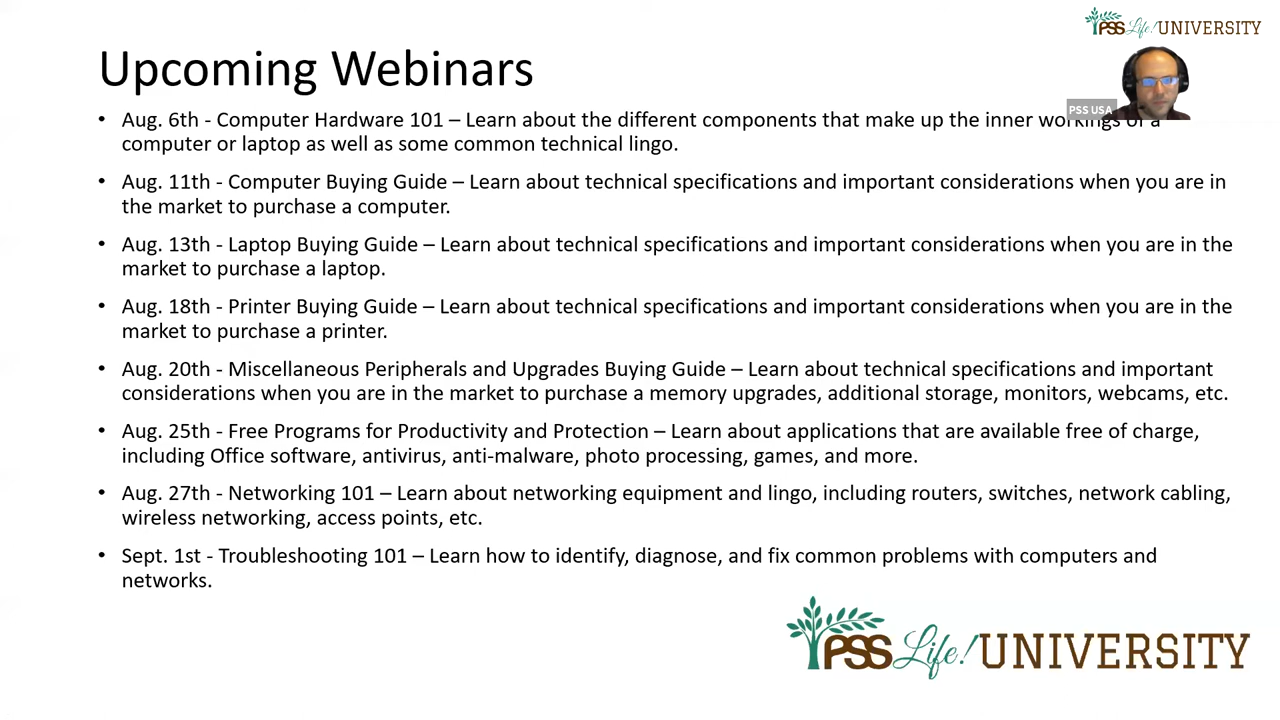 PSS Life! UNIVERSITY
Upcoming Webinars
PSS USA
• Aug. 6th - Computer Hardware 101 – Learn about the different components that make up the inner workings of a
computer or laptop as well as some common technical lingo.
• Aug. 11th - Computer Buying Guide – Learn about technical specifications and important considerations when you are in
the market to purchase a computer.
• Aug. 13th - Laptop Buying Guide – Learn about technical specifications and important considerations when you are in the
market to purchase a laptop.
• Aug. 18th - Printer Buying Guide – Learn about technical specifications and important considerations when you are in the
market to purchase a printer.
• Aug. 20th - Miscellaneous Peripherals and Upgrades Buying Guide – Learn about technical specifications and important
considerations when you are in the market to purchase a memory upgrades, additional storage, monitors, webcams, etc.
• Aug. 25th - Free Programs for Productivity and Protection – Learn about applications that are available free of charge,
including Office software, antivirus, anti-malware, photo processing, games, and more.
• Aug. 27th - Networking 101 – Learn about networking equipment and lingo, including routers, switches, network cabling,
wireless networking, access points, etc.
• Sept. 1st - Troubleshooting 101 – Learn how to identify, diagnose, and fix common problems with computers and
networks.
PSS Life! UNIVERSITY